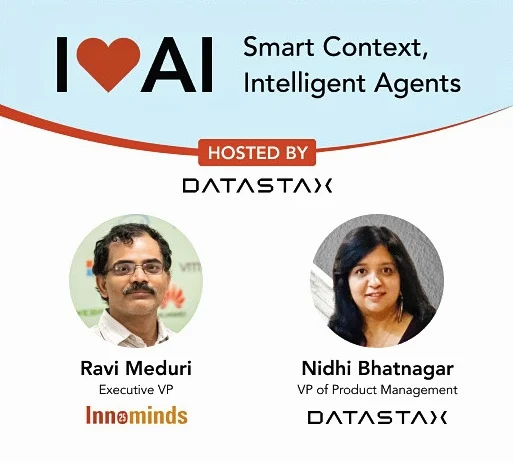 I ❤ AI
Smart Context,
Intelligent Agents
HOSTED BY
DATASTAX
Ravi Meduri
Executive VP
Innominds
Nidhi Bhatnagar
VP of Product Management
DATASTAX